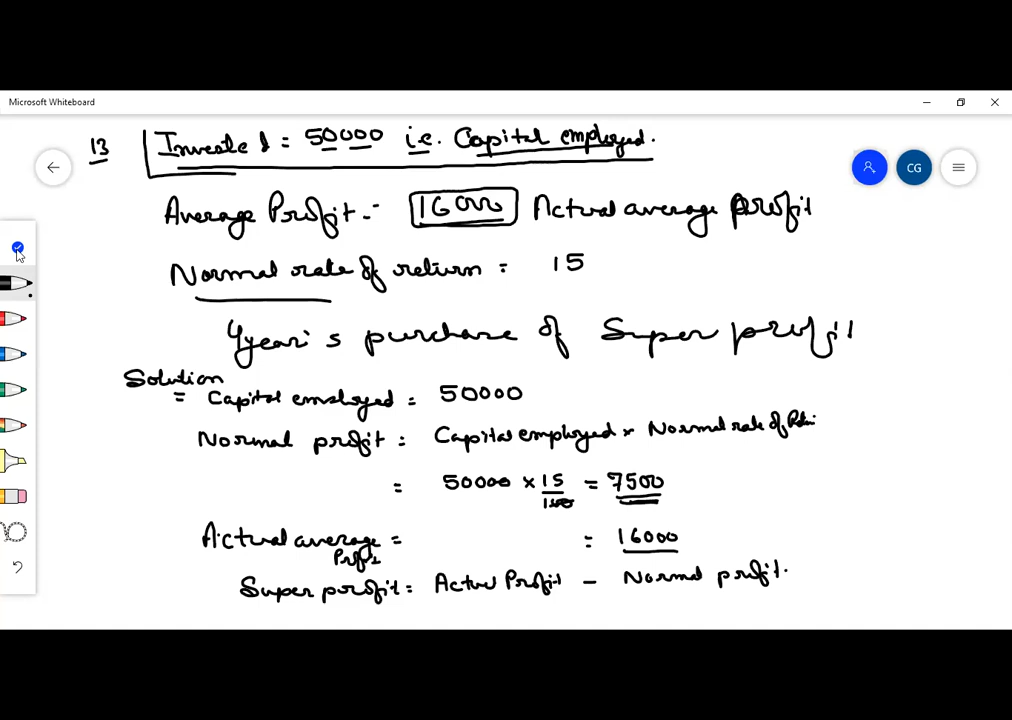 Microsoft Whiteboard
CG
13 Invested = 50000 i.e. Capital employed.
Average Profit - 16000 Actual average profit
Normal rate of return = 15
4 year's purchase of Super profit
Solution
= Capital employed = 50000
Normal profit = Capital employed × Normal rate of Return
= 50000 × 15/100 = 7500
Actual average Profit = = 16000
Super profit = Actual Profit - Normal profit.